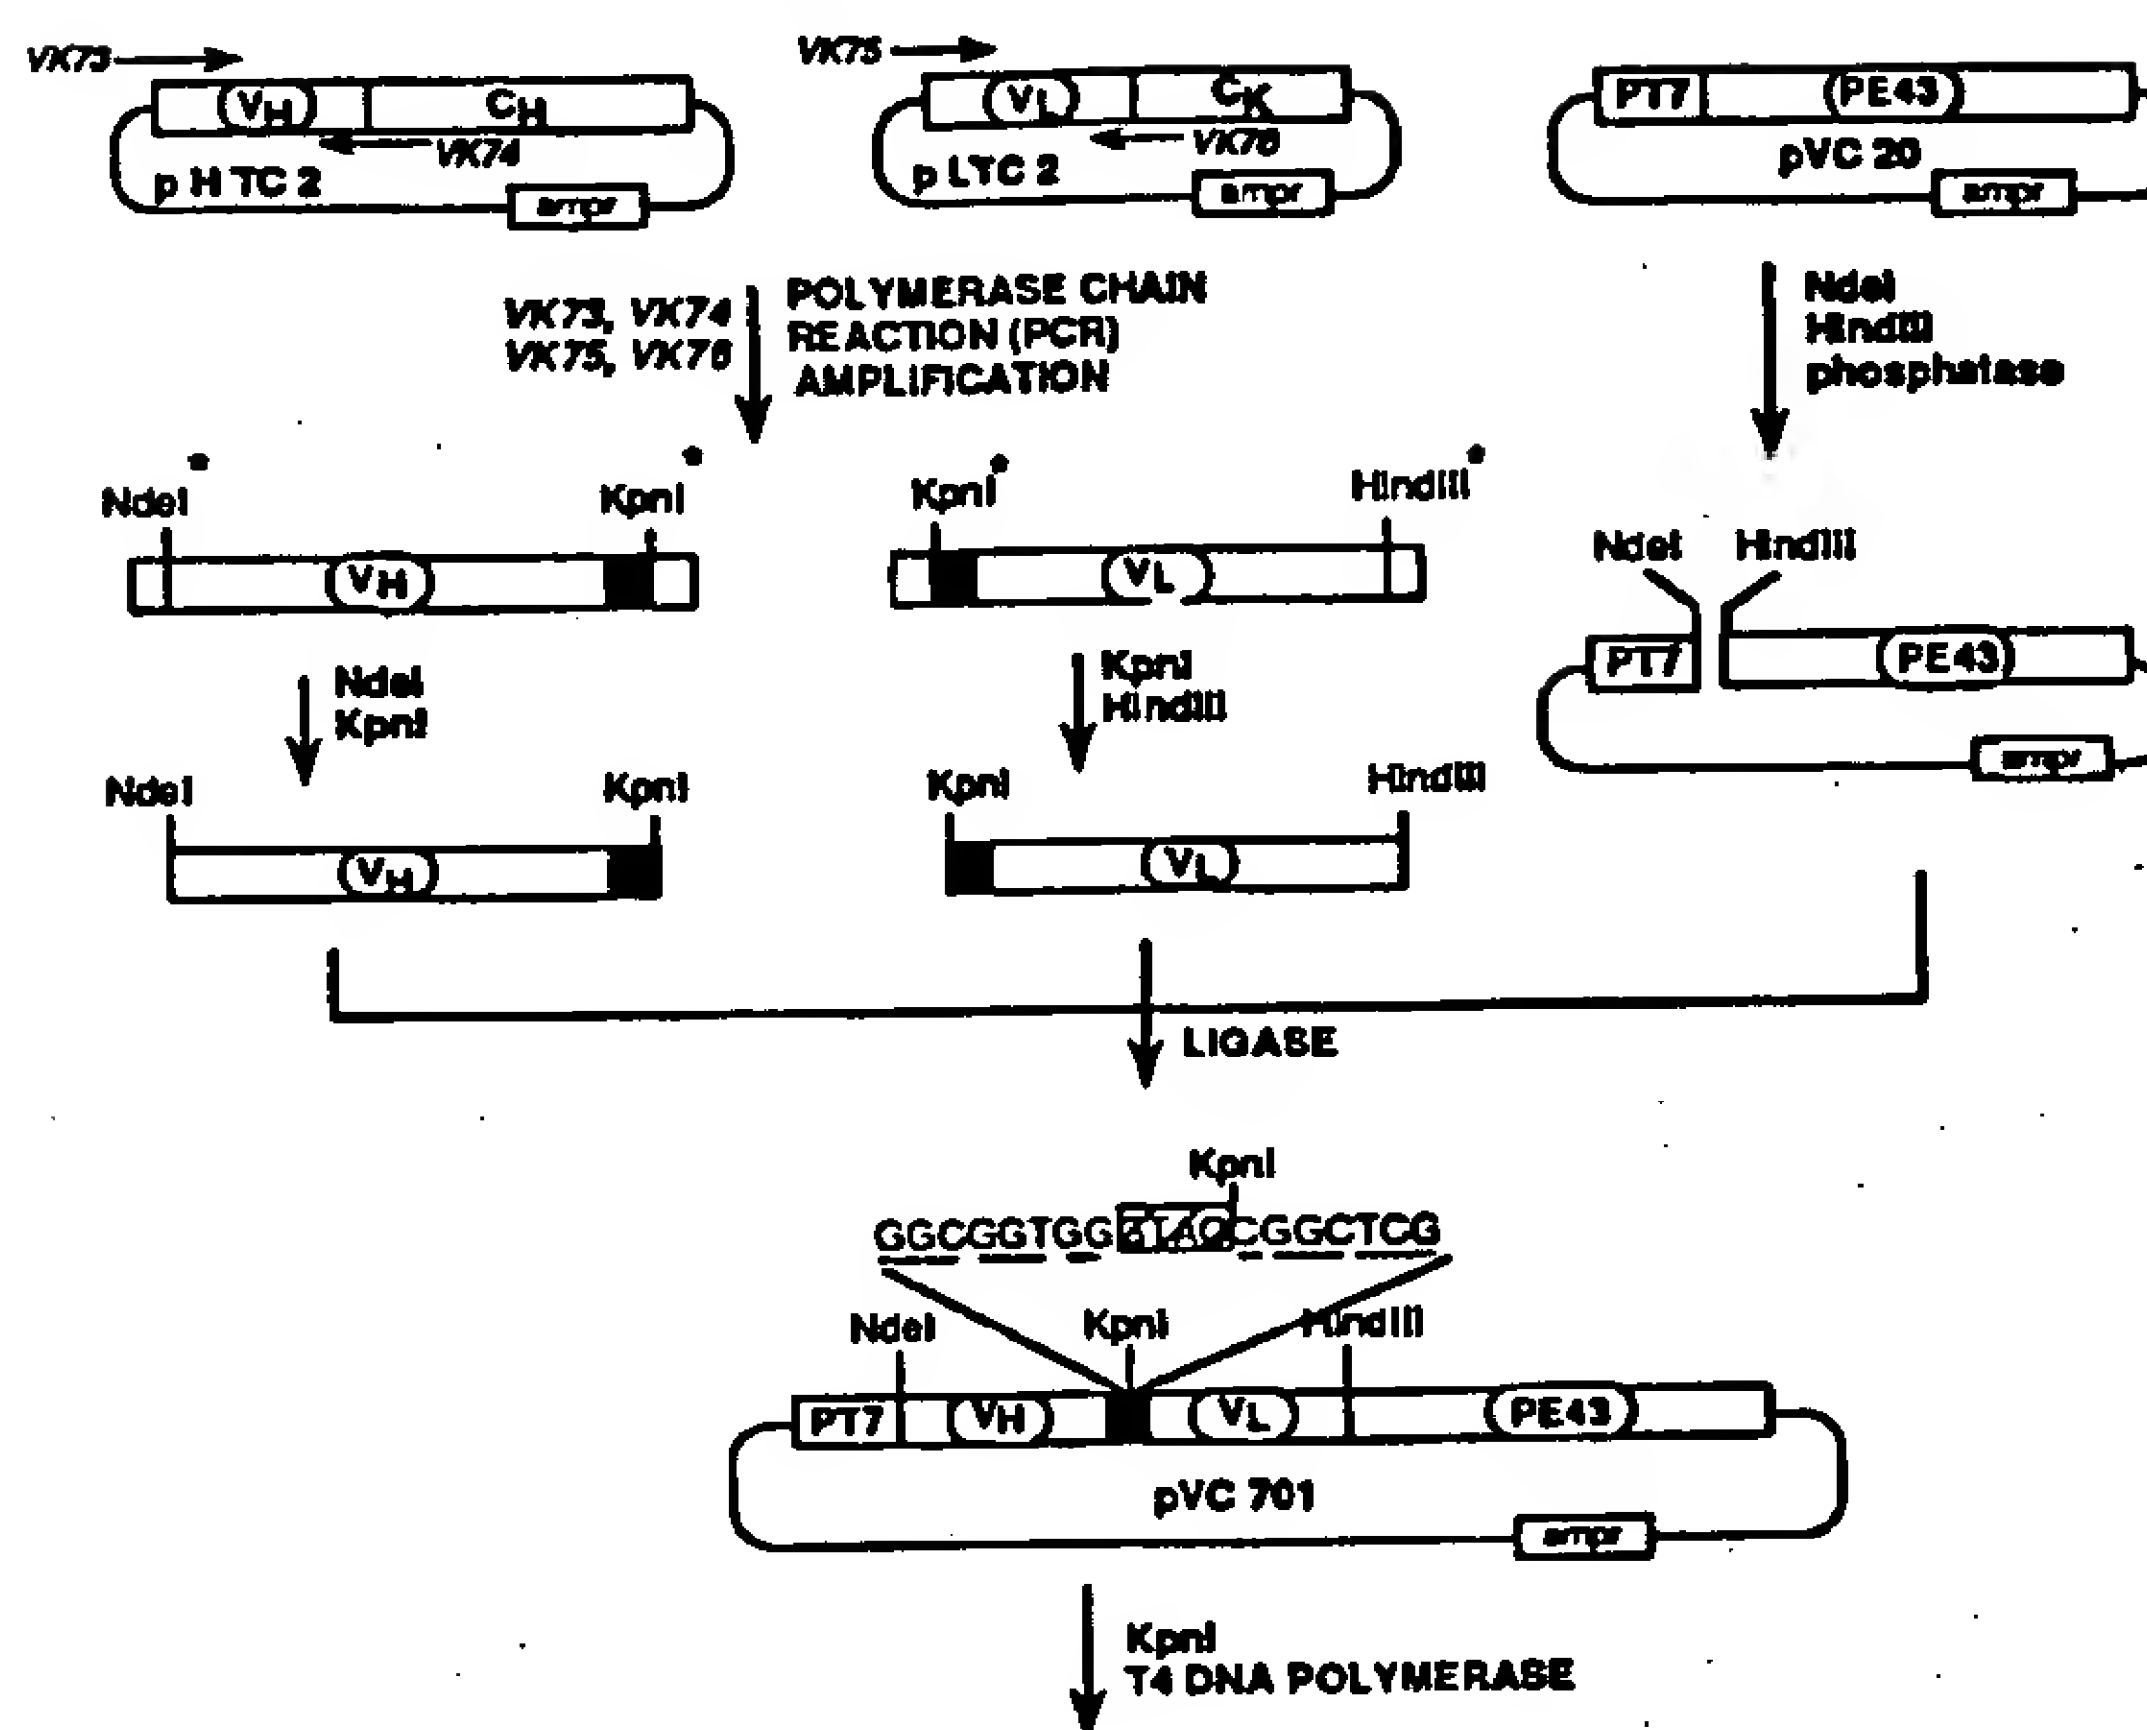 VK73
VH
CH
VK74
p HTC 2
ampr
VK75
VL
CK
VK76
p LTC 2
ampr
PT7
PE43
pVC 20
ampr
VK73, VK74
VK75, VK76
POLYMERASE CHAIN
REACTION (PCR)
AMPLIFICATION
NdeI
HindIII
phosphatase
NdeI*
KpnI*
KpnI*
HindIII*
VH
VL
NdeI
HindIII
PT7
PE43
ampr
NdeI
KpnI
KpnI
HindIII
NdeI
KpnI
KpnI
HindIII
VH
VL
LIGASE
KpnI
GGCGGTGGGTACCGGCTCG
NdeI
KpnI
HindIII
PT7
VH
VL
PE43
pVC 701
ampr
KpnI
T4 DNA POLYMERASE